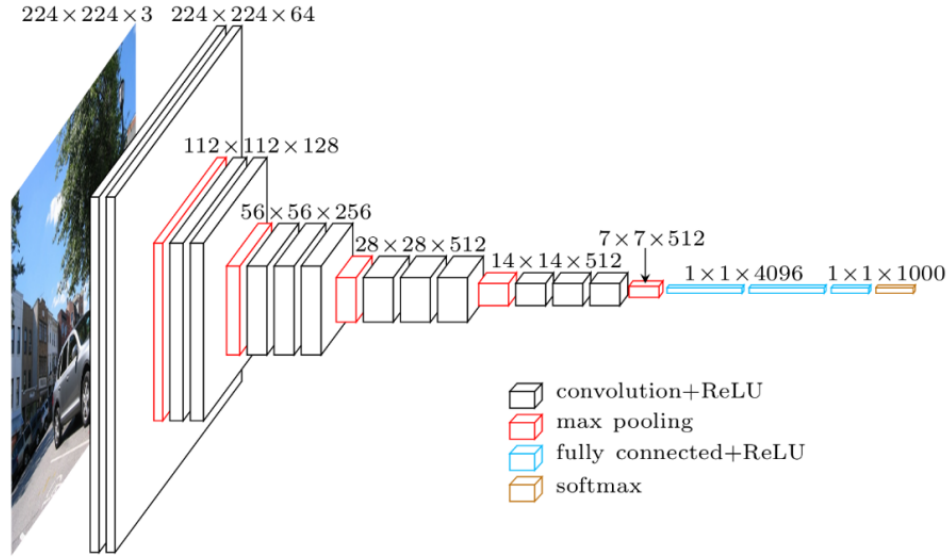 224×224×3
224×224×64
112×112×128
56×56×256
28×28×512
14×14×512
7×7×512
1×1×4096
1×1×1000
convolution+ReLU
max pooling
fully connected+ReLU
softmax